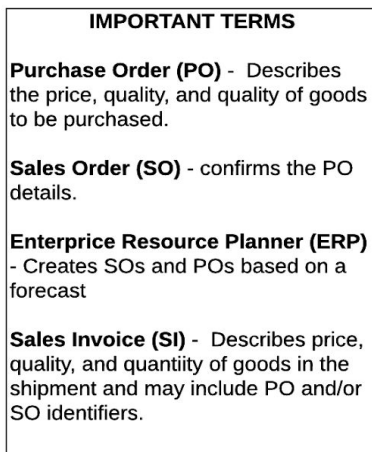 IMPORTANT TERMS
Purchase Order (PO) - Describes
the price, quality, and quality of goods
to be purchased.
Sales Order (SO) - confirms the PO
details.
Enterprice Resource Planner (ERP)
- Creates SOs and POs based on a
forecast
Sales Invoice (SI) - Describes price,
quality, and quantiity of goods in the
shipment and may include PO and/or
SO identifiers.